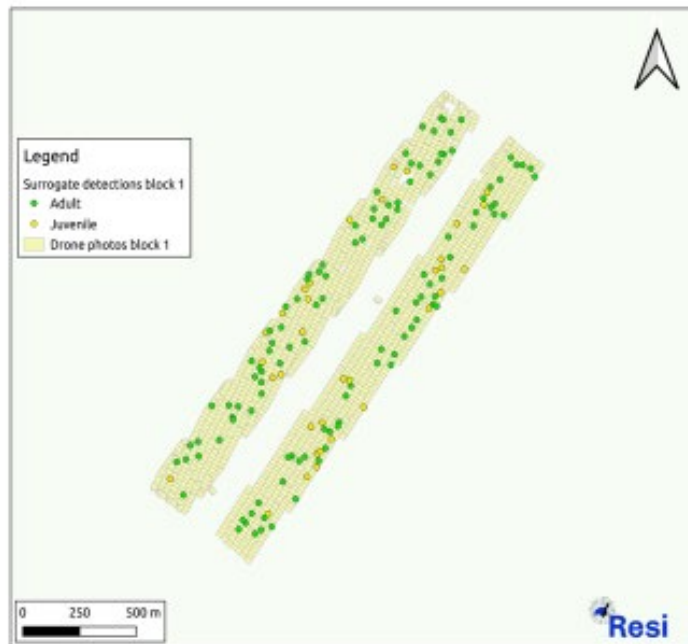 Legend
Surrogate detections block 1
Adult
Juvenile
Drone photos block 1
0 250 500 m
Resi